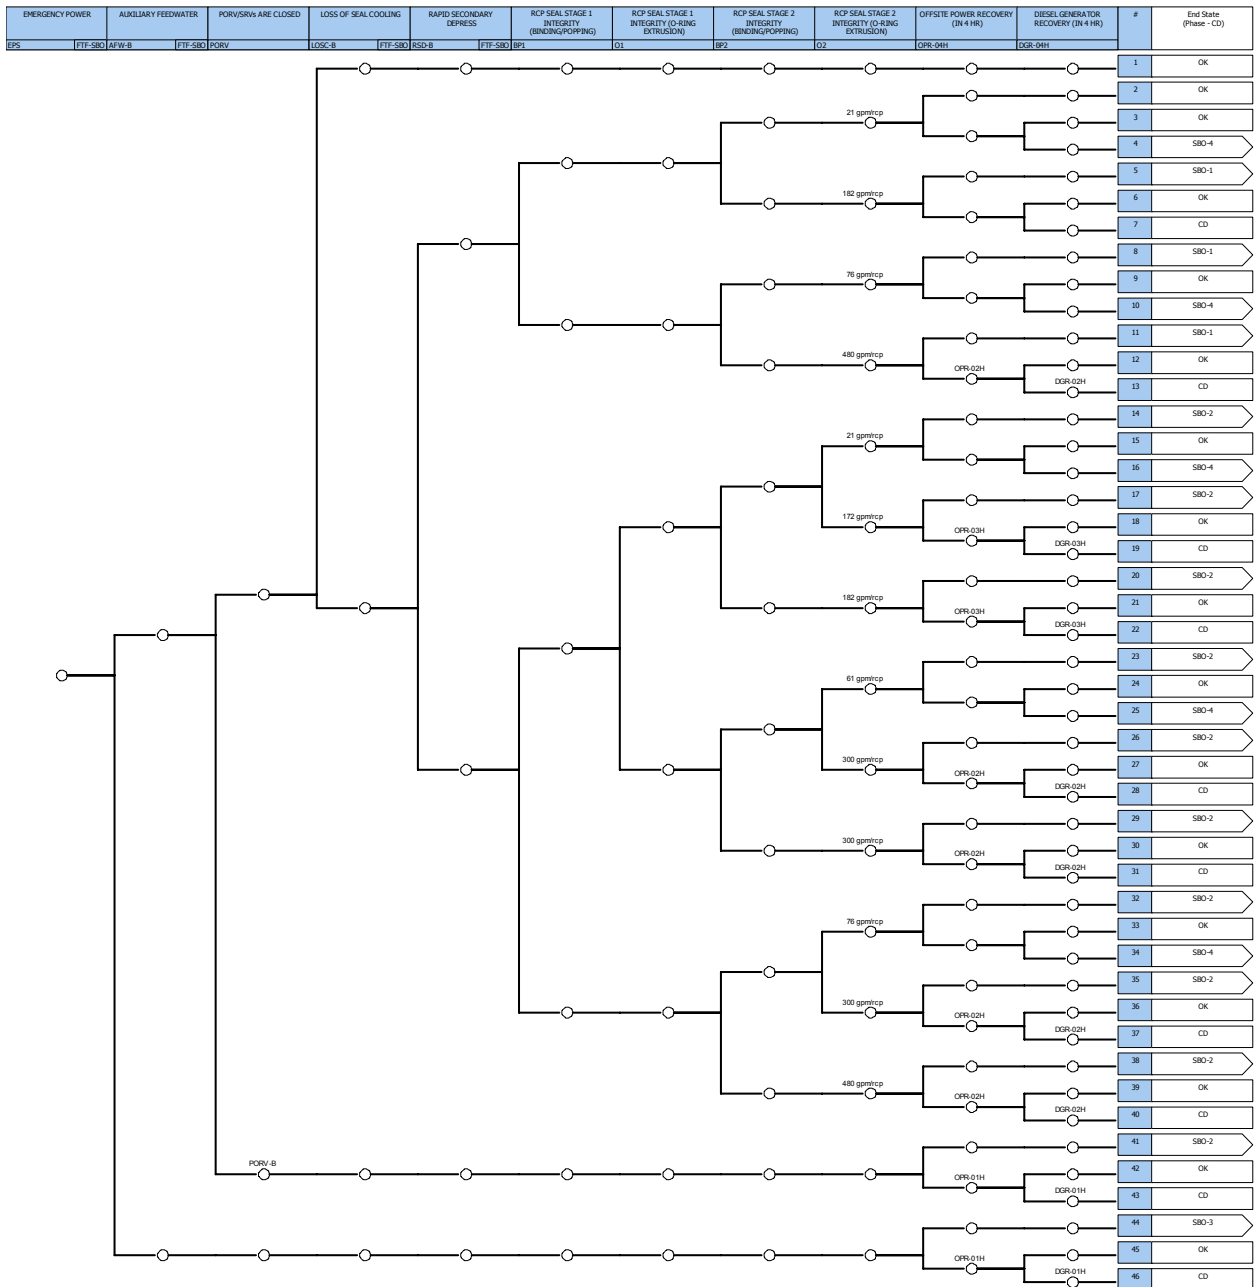 EMERGENCY POWER
AUXILIARY FEEDWATER
PORV/SRVs ARE CLOSED
LOSS OF SEAL COOLING
RAPID SECONDARY
DEPRESS
RCP SEAL STAGE 1
INTEGRITY
(BINDING/POPPING)
RCP SEAL STAGE 1
INTEGRITY (O-RING
EXTRUSION)
RCP SEAL STAGE 2
INTEGRITY
(BINDING/POPPING)
RCP SEAL STAGE 2
INTEGRITY (O-RING
EXTRUSION)
OFFSITE POWER RECOVERY
(IN 4 HR)
DIESEL GENERATOR
RECOVERY (IN 4 HR)
#
End State
(Phase - CD)
EPS FTF-SBO AFW-B FTF-SBO PORV LOSC-B FTF-SBO RSD-B FTF-SBO BP1 O1 BP2 O2 OPR-04H DGR-04H
1 OK
2 OK
21 gpm/rcp
3 OK
4 SBO-4
5 SBO-1
182 gpm/rcp
6 OK
7 CD
8 SBO-1
76 gpm/rcp
9 OK
10 SBO-4
11 SBO-1
480 gpm/rcp
12 OK
OPR-02H
DGR-02H
13 CD
14 SBO-2
21 gpm/rcp
15 OK
16 SBO-4
17 SBO-2
172 gpm/rcp
18 OK
OPR-03H
DGR-03H
19 CD
20 SBO-2
182 gpm/rcp
21 OK
OPR-03H
DGR-03H
22 CD
23 SBO-2
61 gpm/rcp
24 OK
25 SBO-4
26 SBO-2
300 gpm/rcp
27 OK
OPR-02H
DGR-02H
28 CD
29 SBO-2
300 gpm/rcp
30 OK
OPR-02H
DGR-02H
31 CD
32 SBO-2
76 gpm/rcp
33 OK
34 SBO-4
35 SBO-2
300 gpm/rcp
36 OK
OPR-02H
DGR-02H
37 CD
38 SBO-2
480 gpm/rcp
39 OK
OPR-02H
DGR-02H
40 CD
41 SBO-2
PORV-B
42 OK
OPR-01H
DGR-01H
43 CD
44 SBO-3
45 OK
OPR-01H
DGR-01H
46 CD